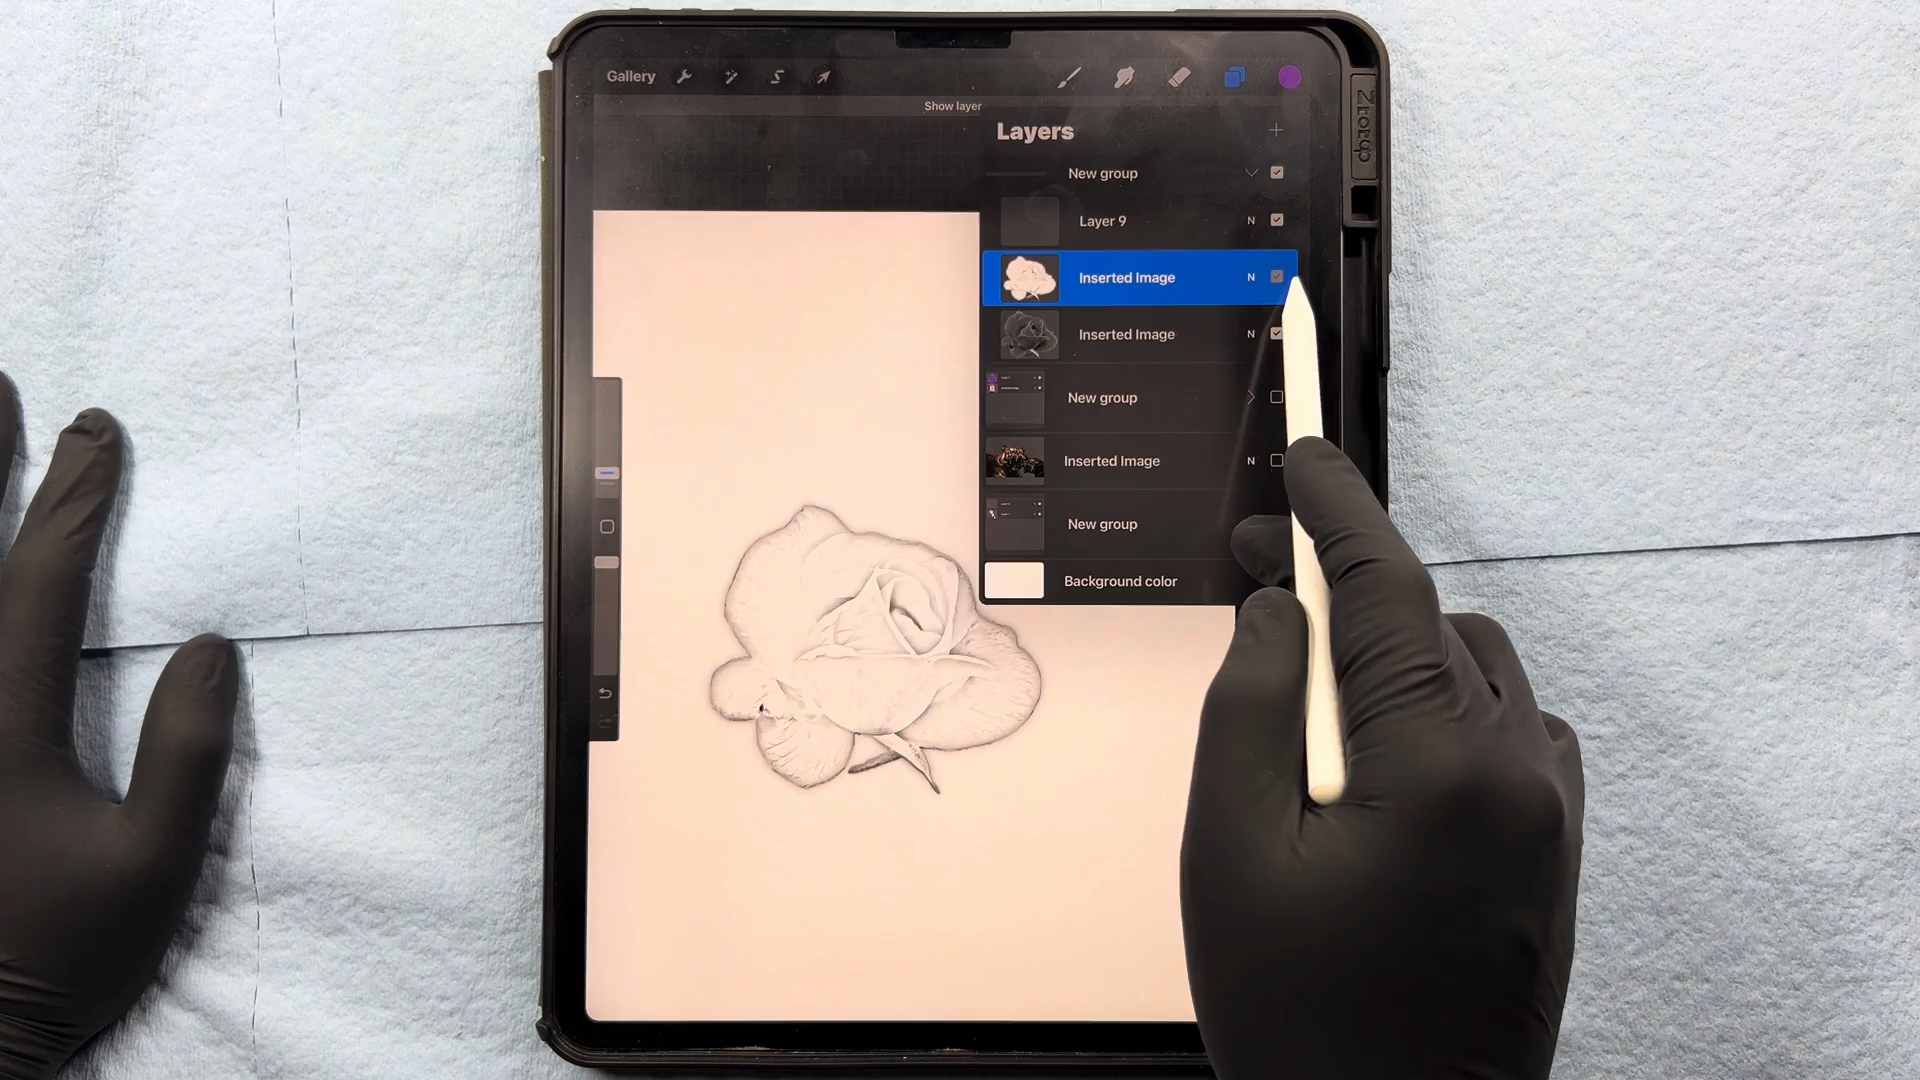 Gallery
Show layer
Layers
New group
Layer 9 N
Inserted Image N
Inserted Image N
New group
Inserted Image N
New group
Background color